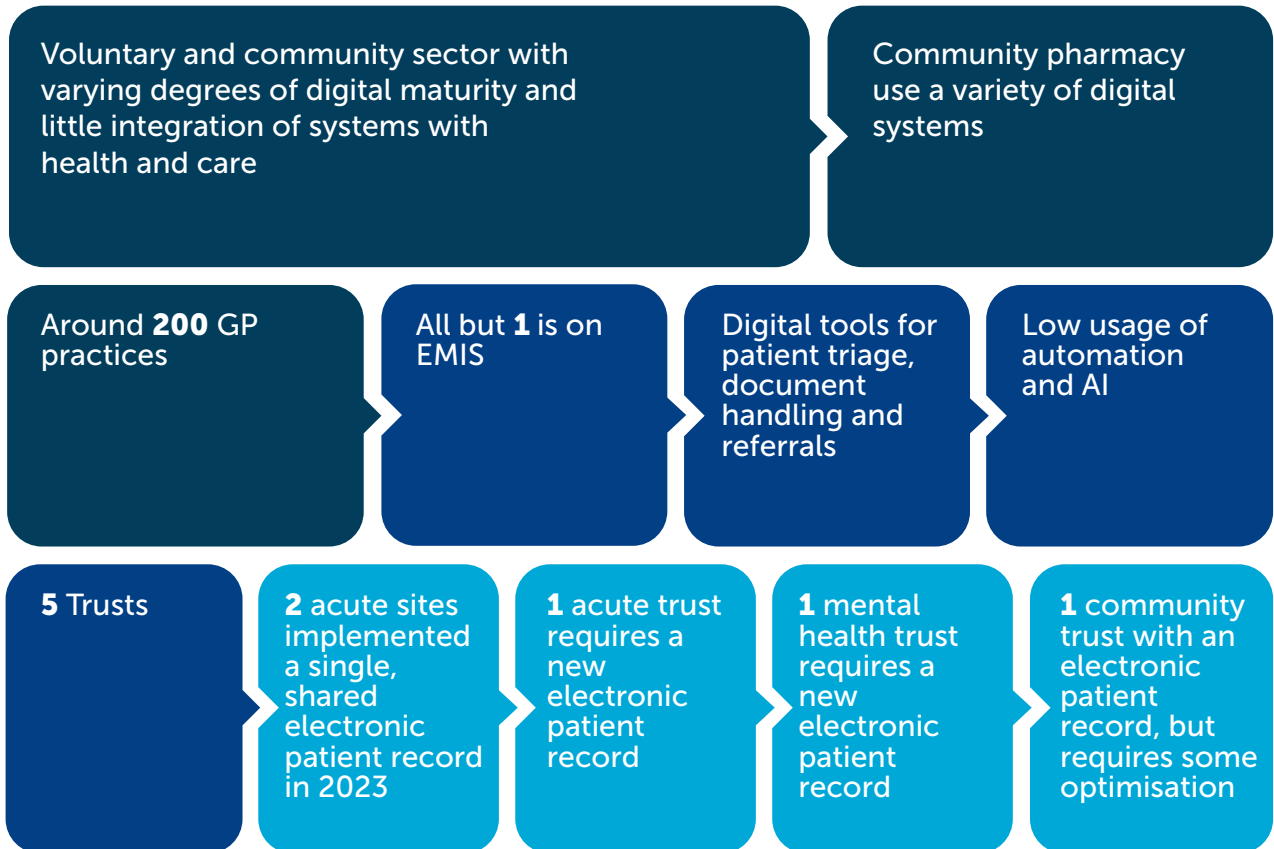 Voluntary and community sector with
varying degrees of digital maturity and
little integration of systems with
health and care
Community pharmacy
use a variety of digital
systems
Around 200 GP
practices
All but 1 is on
EMIS
Digital tools for
patient triage,
document
handling and
referrals
Low usage of
automation
and AI
5 Trusts
2 acute sites
implemented
a single,
shared
electronic
patient record
in 2023
1 acute trust
requires a
new
electronic
patient
record
1 mental
health trust
requires a
new
electronic
patient
record
1 community
trust with an
electronic
patient
record, but
requires some
optimisation